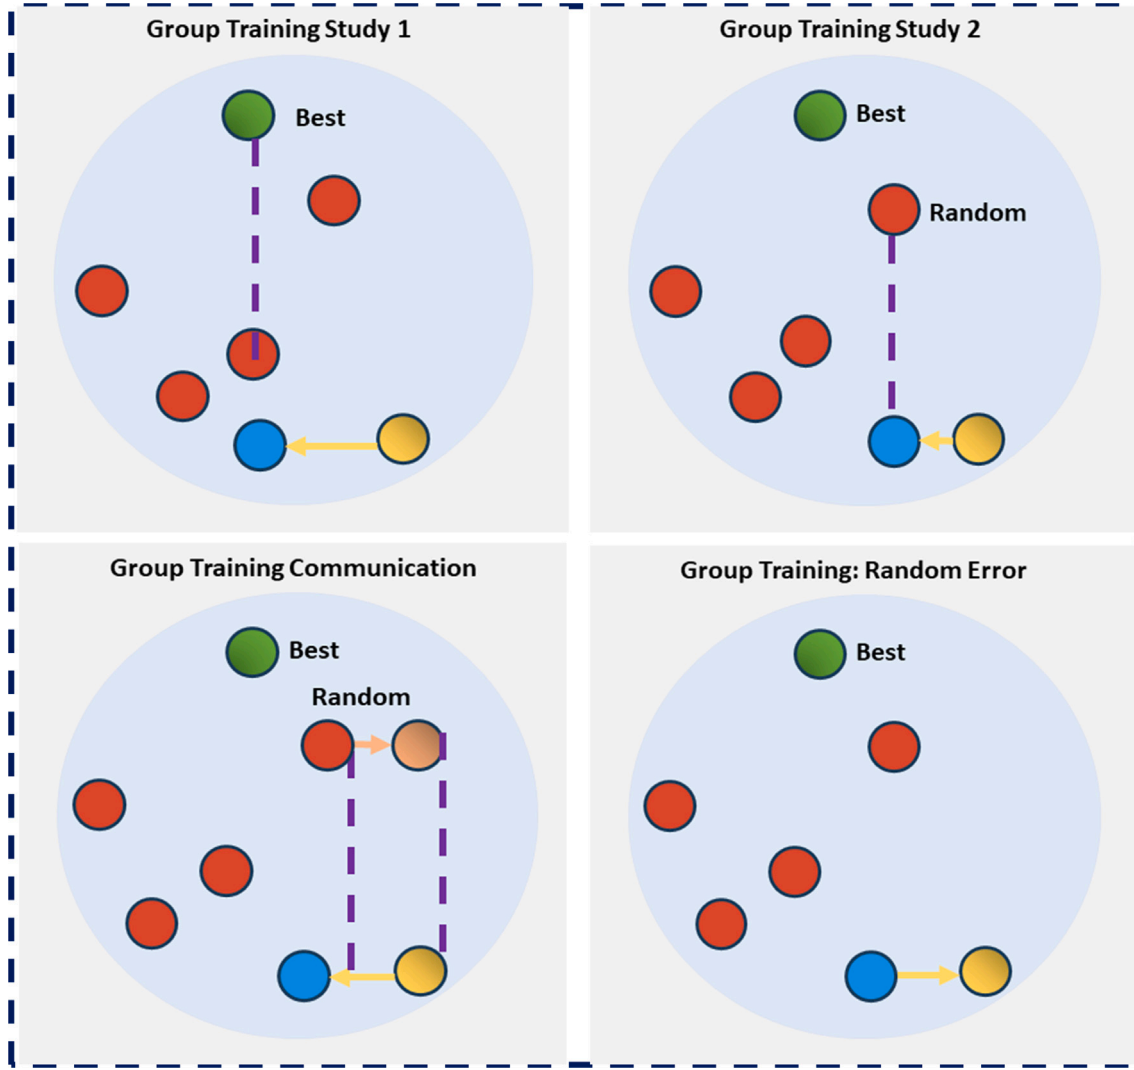 Group Training Study 1
Best
Group Training Study 2
Best
Random
Group Training Communication
Best
Random
Group Training: Random Error
Best